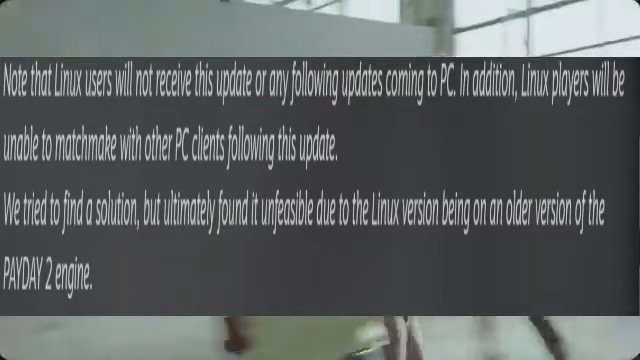 Note that Linux users will not receive this update or any following updates coming to PC. In addition, Linux players will be
unable to matchmake with other PC clients following this update.
We tried to find a solution, but ultimately found it unfeasible due to the Linux version being on an older version of the
PAYDAY 2 engine.